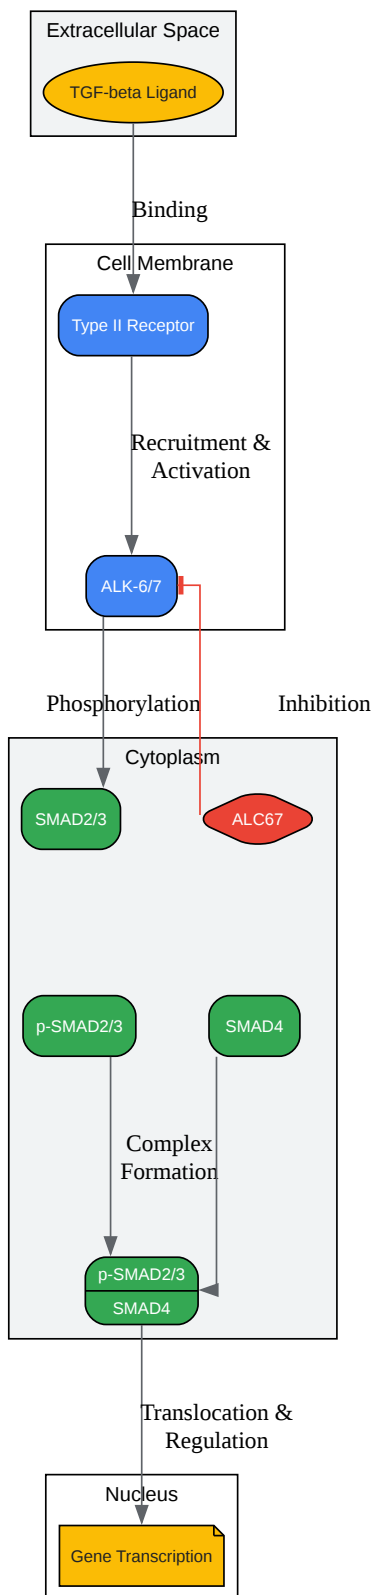 Extracellular Space
TGF-beta Ligand
Binding
Cell Membrane
Type II Receptor
Recruitment &
Activation
ALK-6/7
Phosphorylation
Inhibition
Cytoplasm
SMAD2/3
ALC67
p-SMAD2/3
SMAD4
Complex
Formation
p-SMAD2/3
SMAD4
Translocation &
Regulation
Nucleus
Gene Transcription